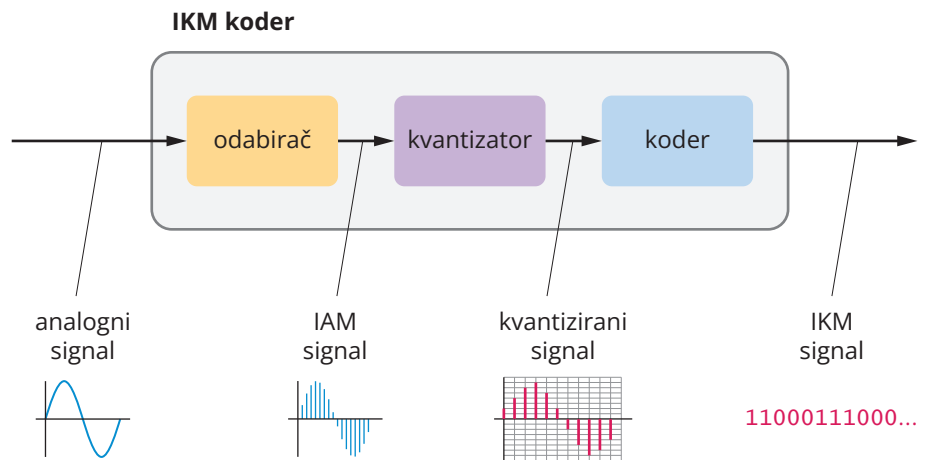 IKM koder
odabirač
kvantizator
koder
analogni
signal
IAM
signal
kvantizirani
signal
IKM
signal
11000111000...